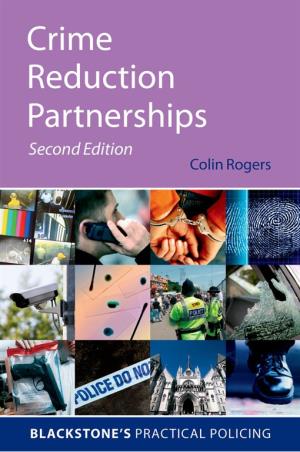 Crime
Reduction
Partnerships
Second Edition
Colin Rogers
POLICE DO NO
BLACKSTONE'S PRACTICAL POLICING